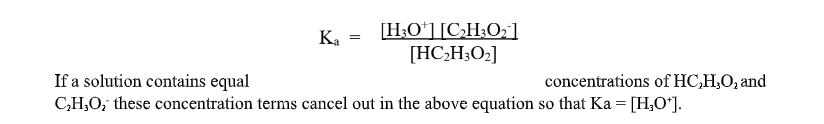 Kₐ = [H₃O⁺] [C₂H₃O₂⁻]
[HC₂H₃O₂]
If a solution contains equal concentrations of HC₂H₃O₂ and
C₂H₃O₂⁻ these concentration terms cancel out in the above equation so that Ka = [H₃O⁺].